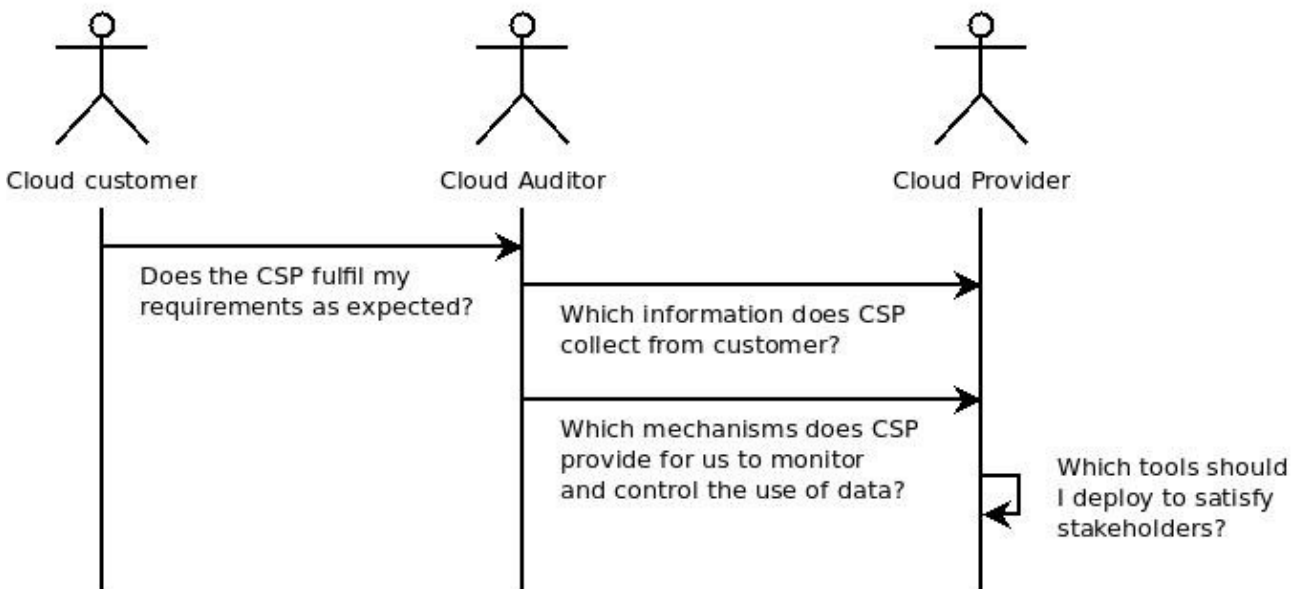 Cloud customer
Cloud Auditor
Cloud Provider
Does the CSP fulfil my
requirements as expected?
Which information does CSP
collect from customer?
Which mechanisms does CSP
provide for us to monitor
and control the use of data?
Which tools should
I deploy to satisfy
stakeholders?